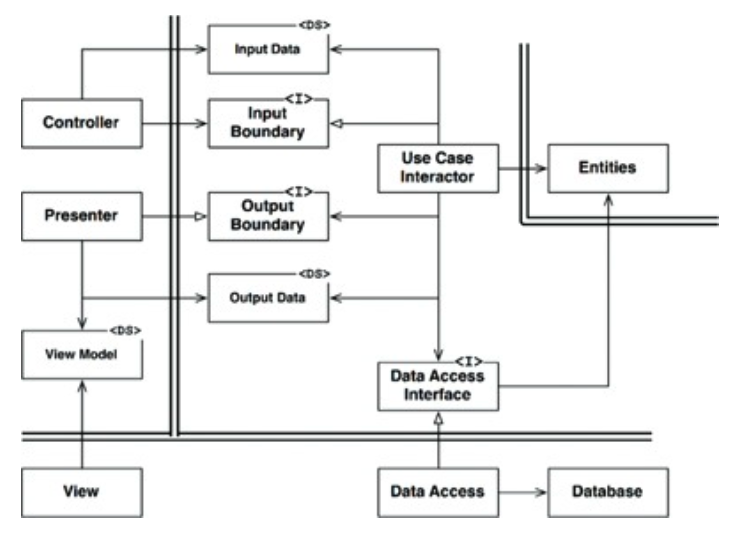 <DS>
Input Data
<I>
Controller
Input
Boundary
Use Case
Interactor
Entities
<I>
Presenter
Output
Boundary
<DS>
Output Data
<DS>
View Model
<I>
Data Access
Interface
View
Data Access
Database